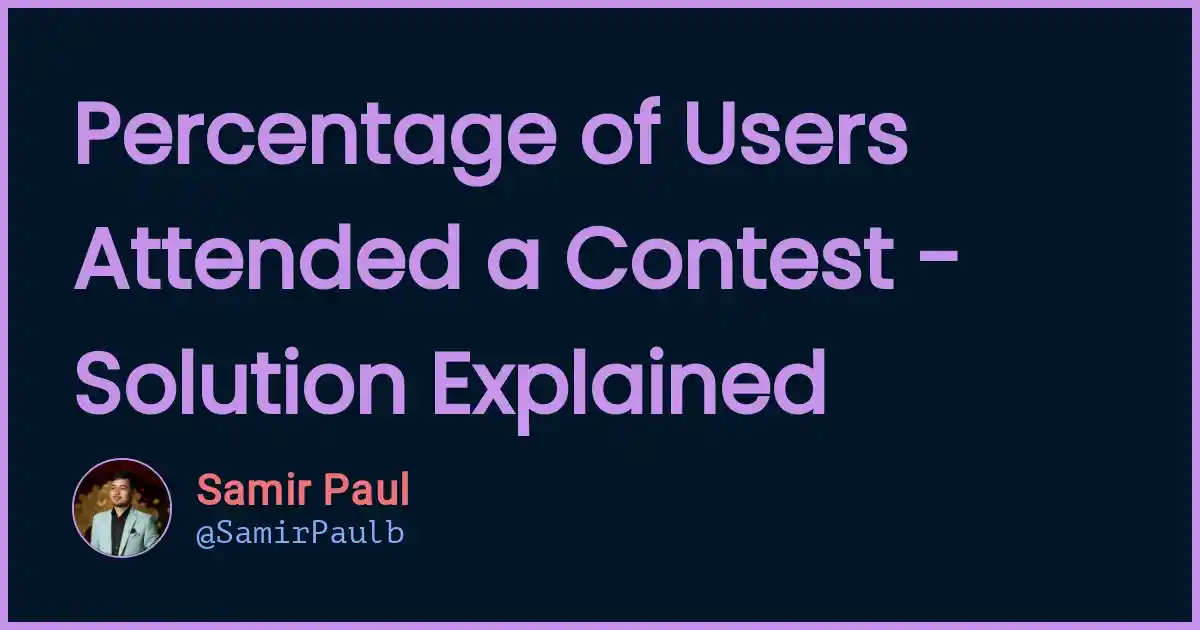 Percentage of Users
Attended a Contest -
Solution Explained
Samir Paul
@SamirPaulb